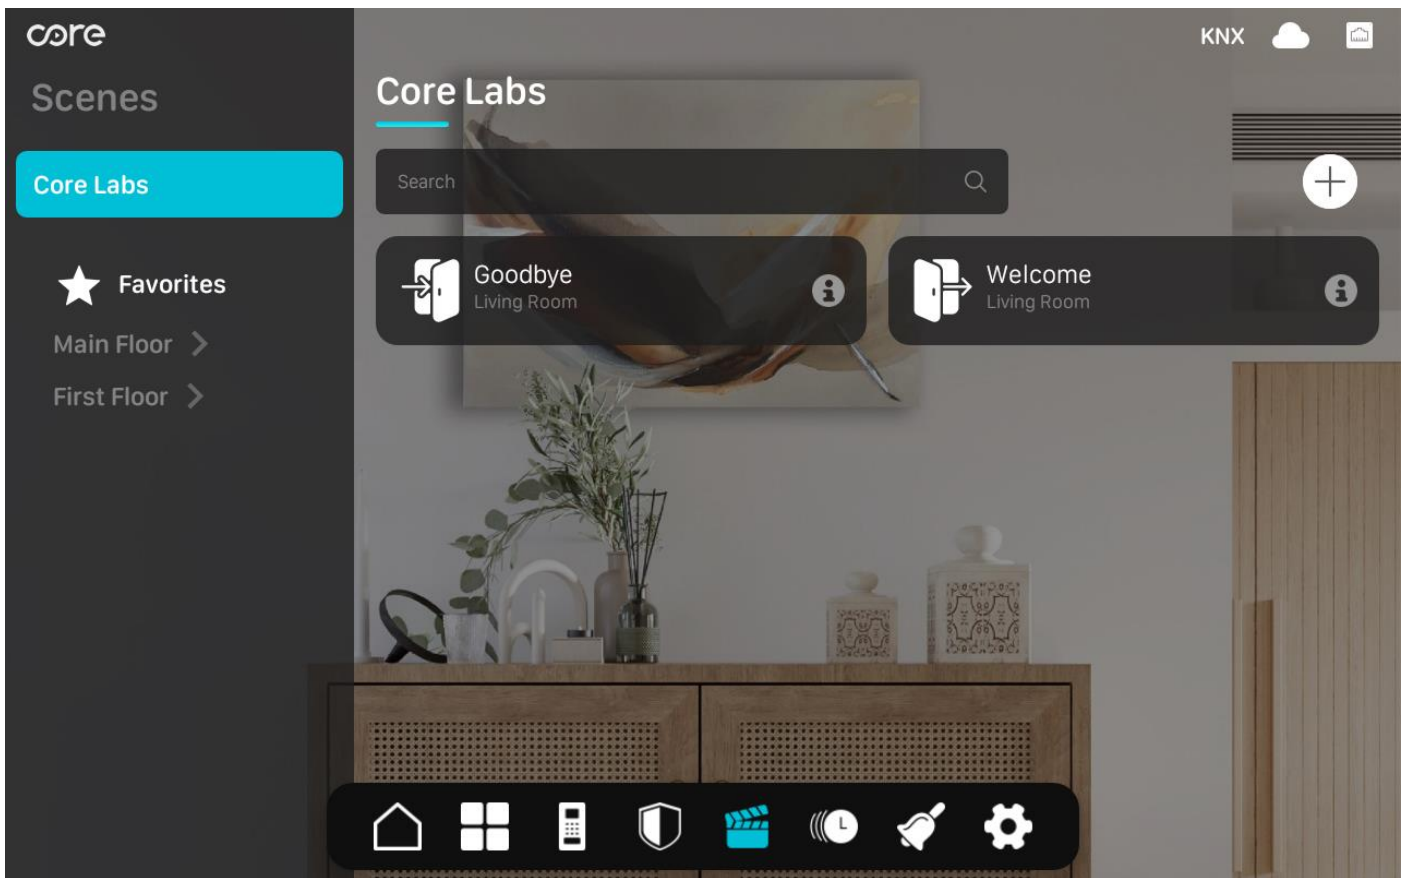 core
KNX
Scenes
Core Labs
Core Labs
Search
Favorites
Main Floor
First Floor
Goodbye
Living Room
Welcome
Living Room